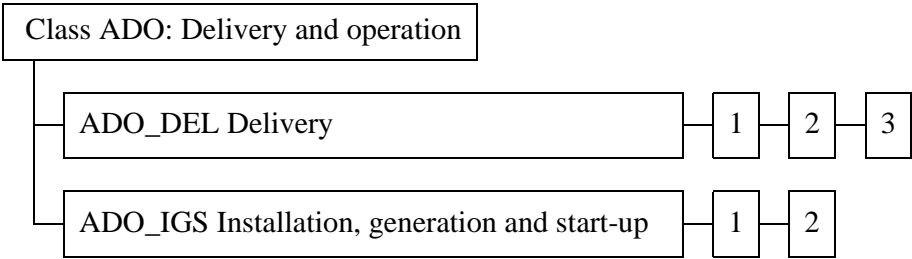 Class ADO: Delivery and operation
ADO_DEL Delivery 1 2 3
ADO_IGS Installation, generation and start-up 1 2